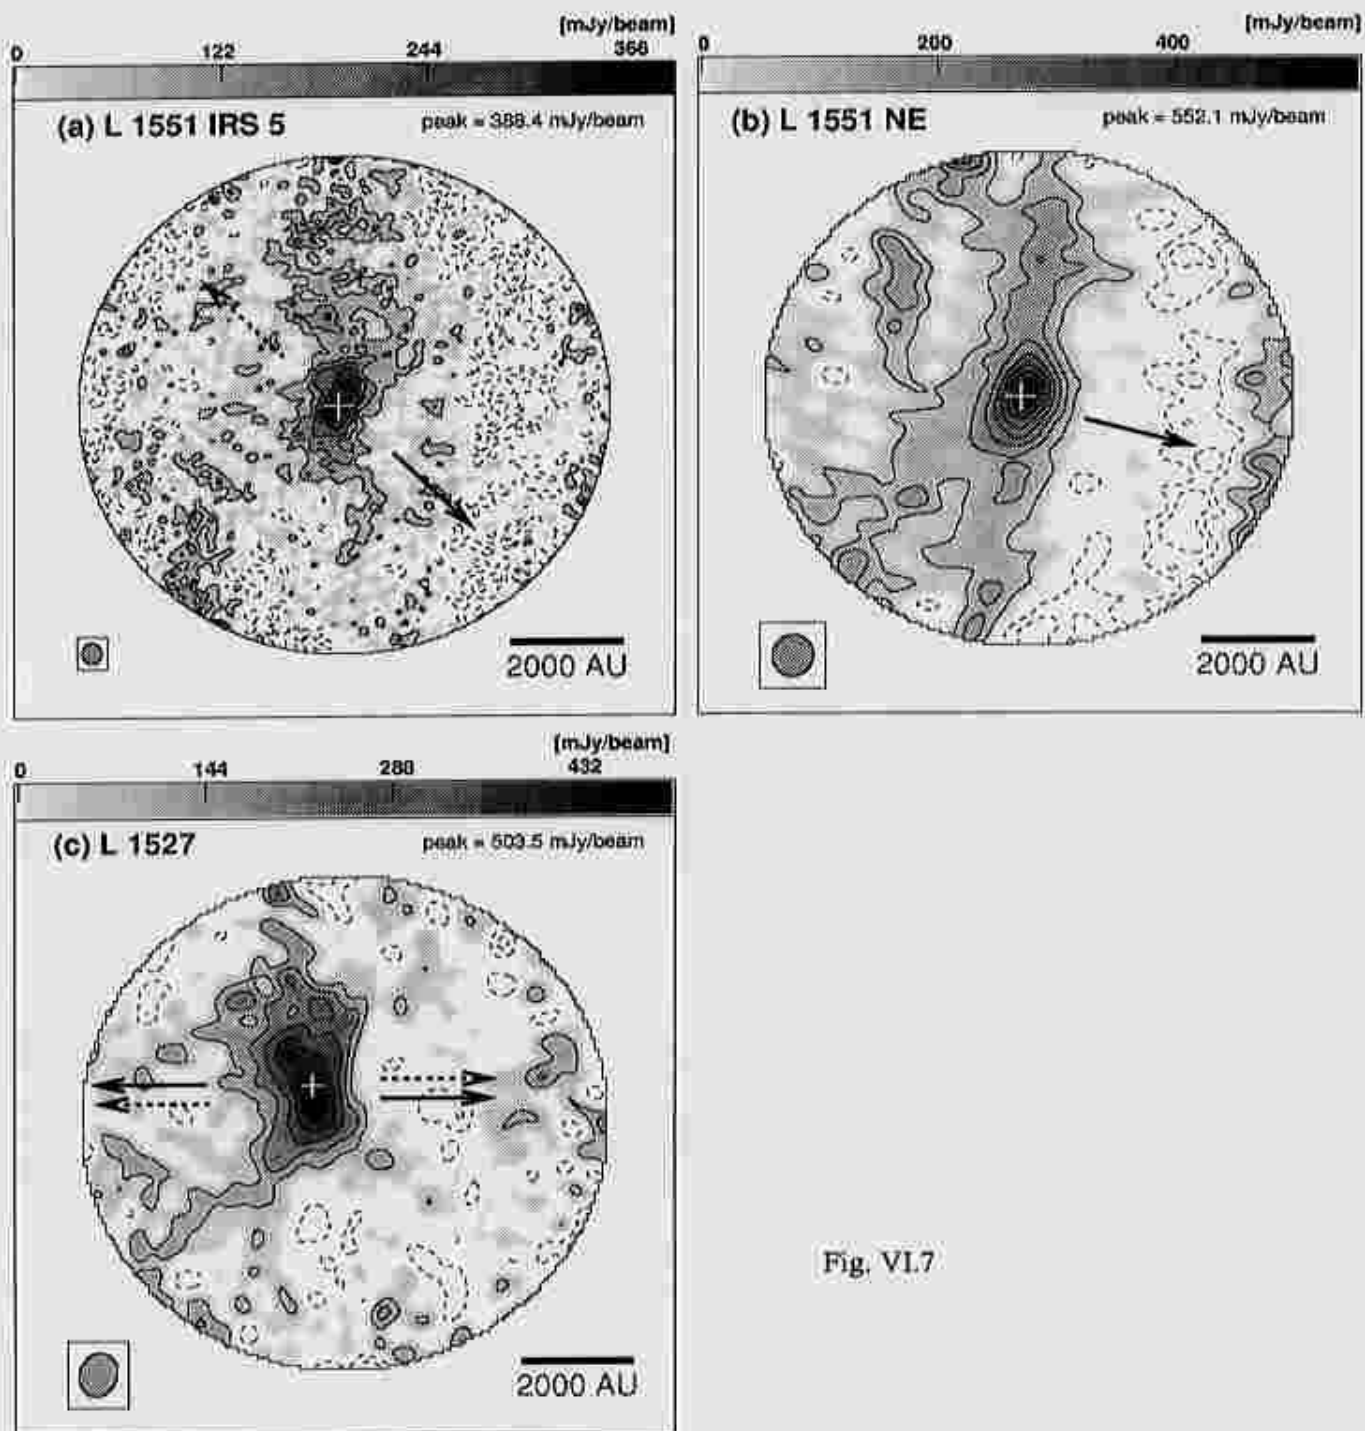 [mJy/beam]
0 122 244 366
(a) L 1551 IRS 5
peak = 388.4 mJy/beam
2000 AU
[mJy/beam]
0 200 400
(b) L 1551 NE
peak = 552.1 mJy/beam
2000 AU
[mJy/beam]
0 144 288 432
(c) L 1527
peak = 503.5 mJy/beam
2000 AU
Fig. VI.7